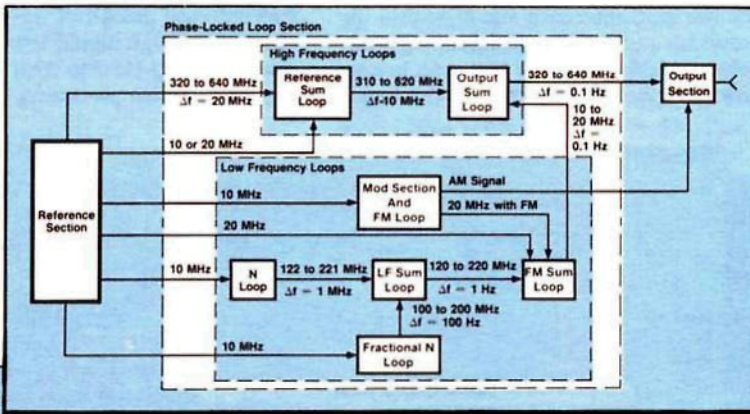 Phase-Locked Loop Section
High Frequency Loops
320 to 640 MHz
Δf = 20 MHz
Reference
Sum
Loop
310 to 620 MHz
Δf-10 MHz
Output
Sum
Loop
320 to 640 MHz
Δf = 0.1 Hz
Output
Section
10 to
20 MHz
Δf =
0.1 Hz
10 or 20 MHz
Low Frequency Loops
Reference
Section
10 MHz
Mod Section
And
FM Loop
AM Signal
20 MHz with FM
20 MHz
10 MHz
N
Loop
122 to 221 MHz
Δf = 1 MHz
LF Sum
Loop
120 to 220 MHz
Δf = 1 Hz
FM Sum
Loop
100 to 200 MHz
Δf = 100 Hz
10 MHz
Fractional N
Loop